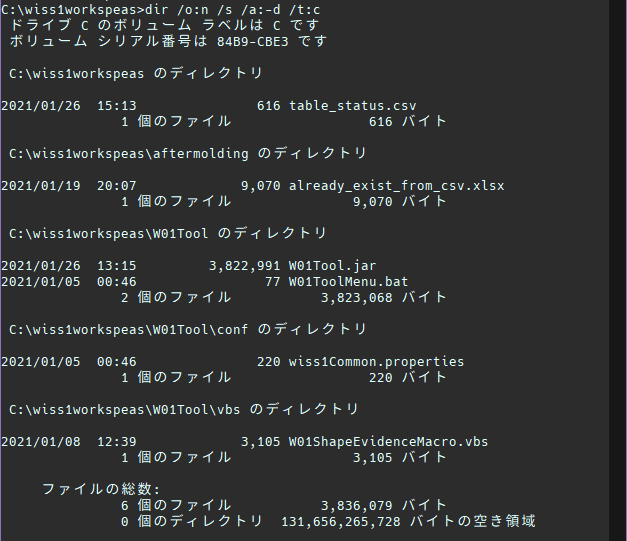 C:\wiss1workspeas>dir /o:n /s /a:-d /t:c
ドライブ C のボリューム ラベルは C です
ボリューム シリアル番号は 84B9-CBE3 です
C:\wiss1workspeas のディレクトリ
2021/01/26  15:13               616 table_status.csv
1 個のファイル                 616 バイト
C:\wiss1workspeas\aftermolding のディレクトリ
2021/01/19  20:07             9,070 already_exist_from_csv.xlsx
1 個のファイル               9,070 バイト
C:\wiss1workspeas\W01Tool のディレクトリ
2021/01/26  13:15         3,822,991 W01Tool.jar
2021/01/05  00:46                77 W01ToolMenu.bat
2 個のファイル           3,823,068 バイト
C:\wiss1workspeas\W01Tool\conf のディレクトリ
2021/01/05  00:46               220 wiss1Common.properties
1 個のファイル                 220 バイト
C:\wiss1workspeas\W01Tool\vbs のディレクトリ
2021/01/08  12:39             3,105 W01ShapeEvidenceMacro.vbs
1 個のファイル               3,105 バイト
ファイルの総数:
6 個のファイル           3,836,079 バイト
0 個のディレクトリ  131,656,265,728 バイトの空き領域